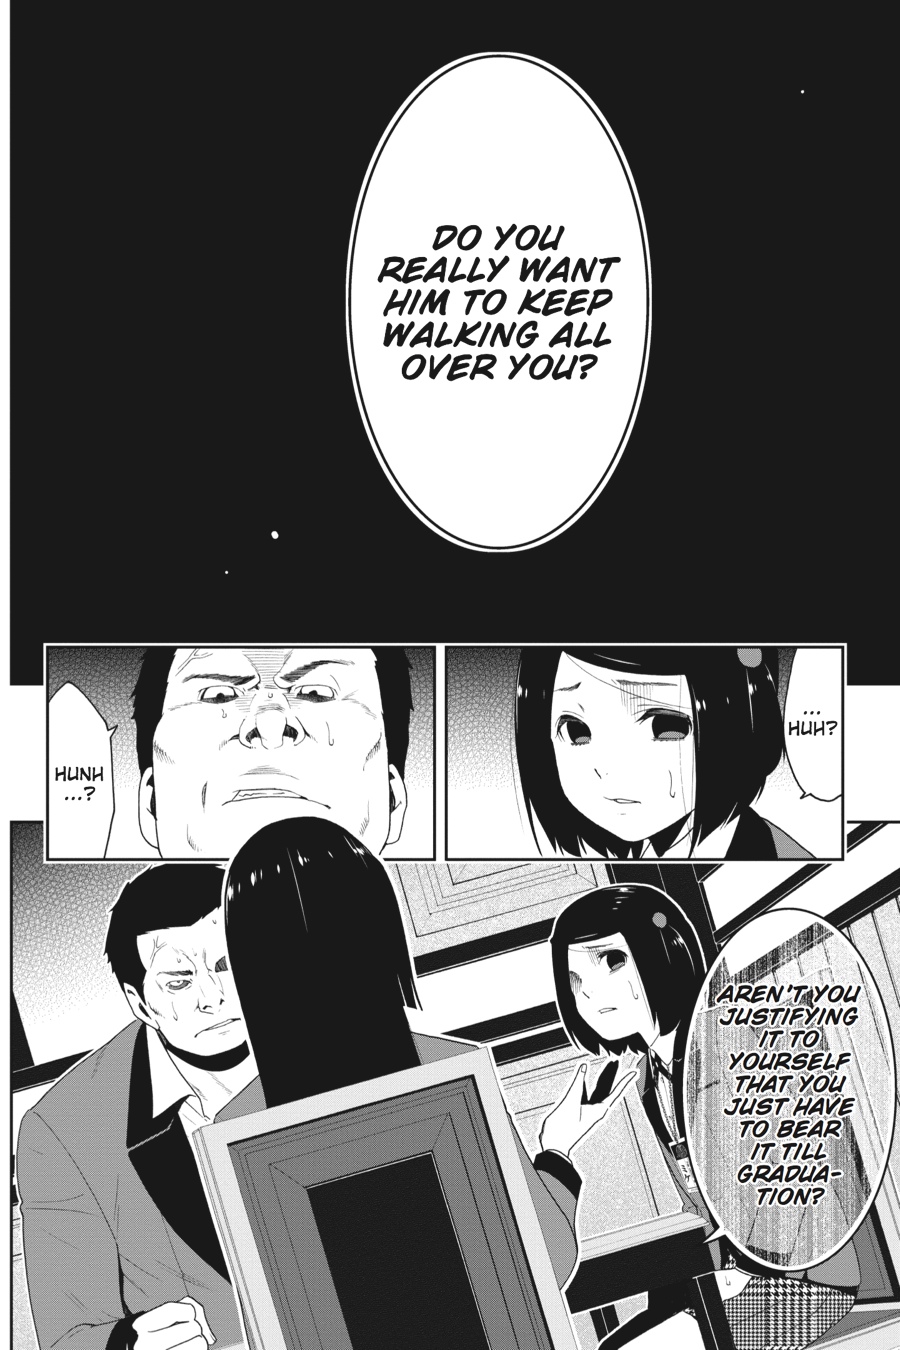 DO YOU
REALLY WANT
HIM TO KEEP
WALKING ALL
OVER YOU?
...
HUH?
HUNH
...?
AREN'T YOU
JUSTIFYING
IT TO
YOURSELF
THAT YOU
JUST HAVE
TO BEAR
IT TILL
GRADUA-
TION?